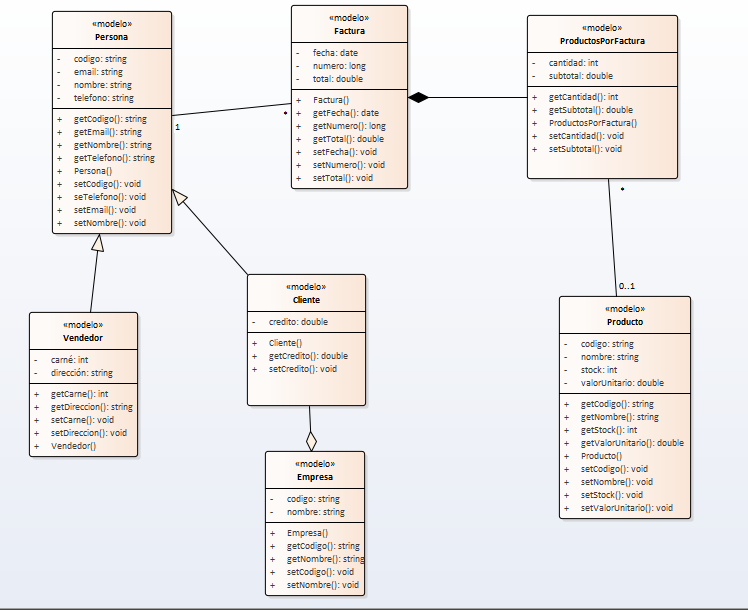 «modelo»
Persona
- codigo: string
- email: string
- nombre: string
- telefono: string
+ getCodigo(): string
+ getEmail(): string
+ getNombre(): string
+ getTelefono(): string
+ Persona()
+ setCodigo(): void
+ seTelefono(): void
+ setEmail(): void
+ setNombre(): void
1
*
«modelo»
Factura
- fecha: date
- numero: long
- total: double
+ Factura()
+ getFecha(): date
+ getNumero(): long
+ getTotal(): double
+ setFecha(): void
+ setNumero(): void
+ setTotal(): void
«modelo»
ProductosPorFactura
- cantidad: int
- subtotal: double
+ getCantidad(): int
+ getSubtotal(): double
+ ProductosPorFactura()
+ setCantidad(): void
+ setSubtotal(): void
*
0..1
«modelo»
Vendedor
- carné: int
- dirección: string
+ getCarne(): int
+ getDireccion(): string
+ setCarne(): void
+ setDireccion(): void
+ Vendedor()
«modelo»
Cliente
- credito: double
+ Cliente()
+ getCredito(): double
+ setCredito(): void
«modelo»
Empresa
- codigo: string
- nombre: string
+ Empresa()
+ getCodigo(): string
+ getNombre(): string
+ setCodigo(): void
+ setNombre(): void
«modelo»
Producto
- codigo: string
- nombre: string
- stock: int
- valorUnitario: double
+ getCodigo(): string
+ getNombre(): string
+ getStock(): int
+ getValorUnitario(): double
+ Producto()
+ setCodigo(): void
+ setNombre(): void
+ setStock(): void
+ setValorUnitario(): void